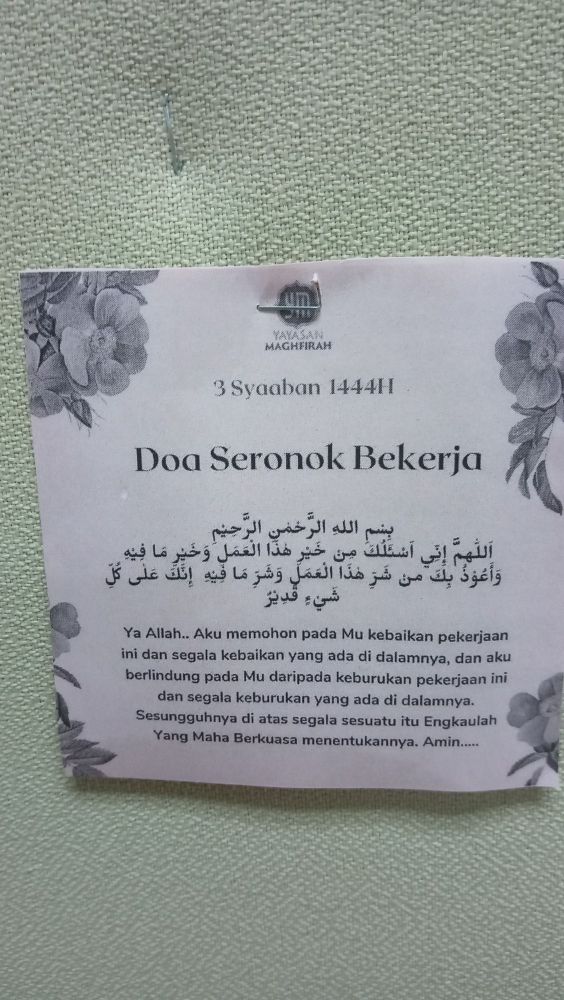 YM
YAYASAN
MAGHFIRAH
3 Syaaban 1444H
Doa Seronok Bekerja
بِسْمِ اللهِ الرَّحْمٰنِ الرَّحِيْمِ
اَللّٰهمَّ إِنِّي اَسْئَلُكَ مِنْ خَيْرِ هٰذَا الْعَمَلِ وَخَيْرِ مَا فِيْهِ
وَأَعُوْذُ بِكَ منْ شَرِّ هٰذَا الْعَمَلِ وَشَرِّ مَا فِيْهِ إِنَّكَ عَلٰى كُلِّ
شَيْءٍ قَدِيْرٌ
Ya Allah.. Aku memohon pada Mu kebaikan pekerjaan
ini dan segala kebaikan yang ada di dalamnya, dan aku
berlindung pada Mu daripada keburukan pekerjaan ini
dan segala keburukan yang ada di dalamnya.
Sesungguhnya di atas segala sesuatu itu Engkaulah
Yang Maha Berkuasa menentukannya. Amin.....